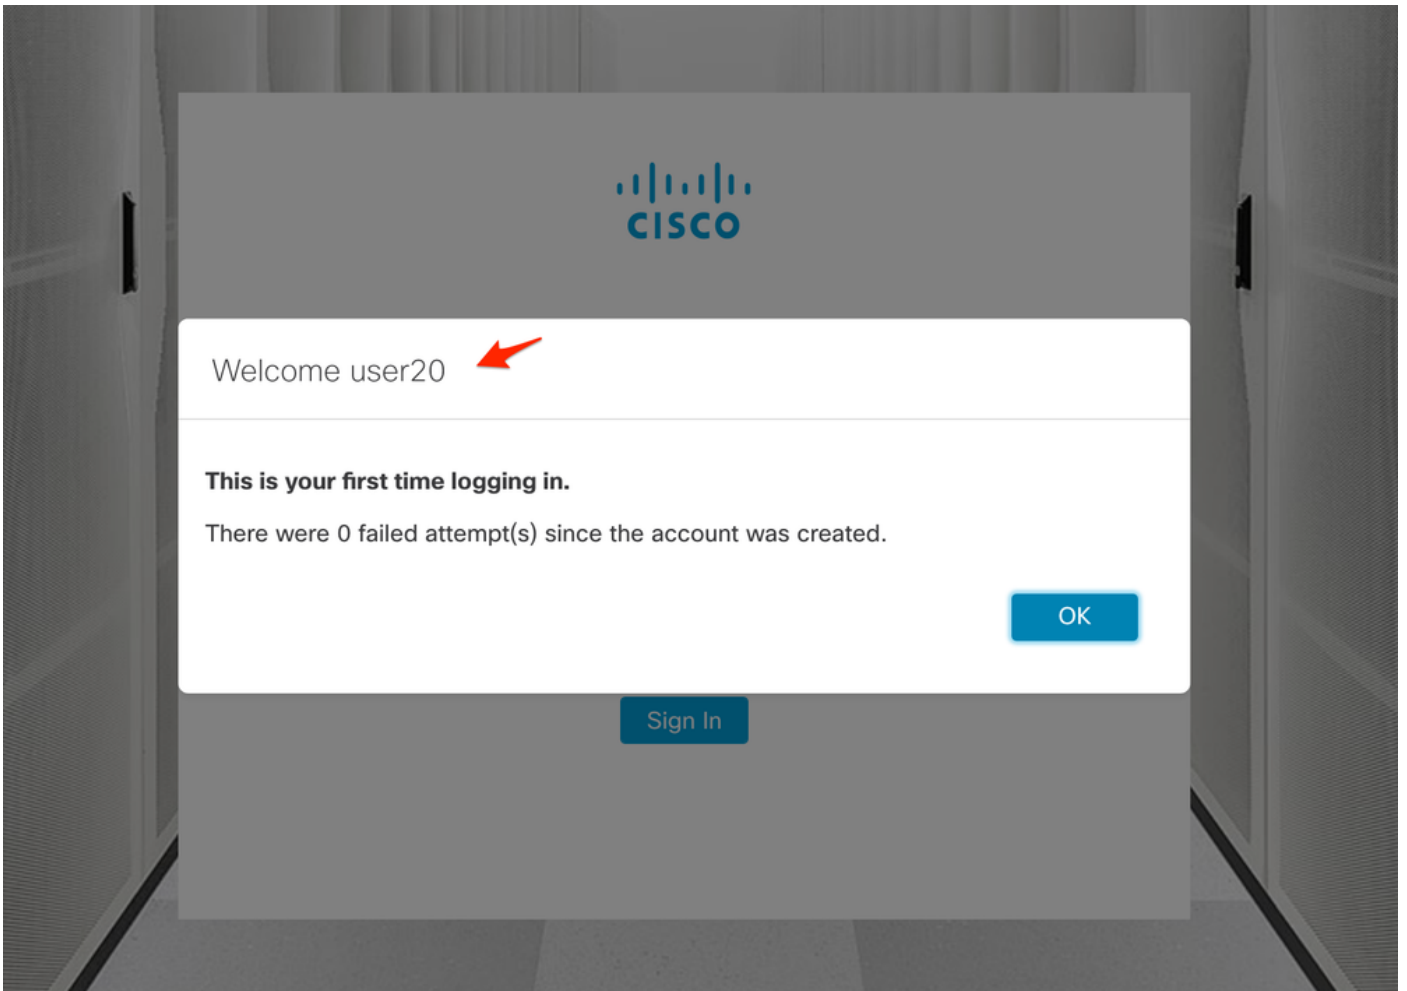 CISCO
Welcome user20
This is your first time logging in.
There were 0 failed attempt(s) since the account was created.
OK
Sign In